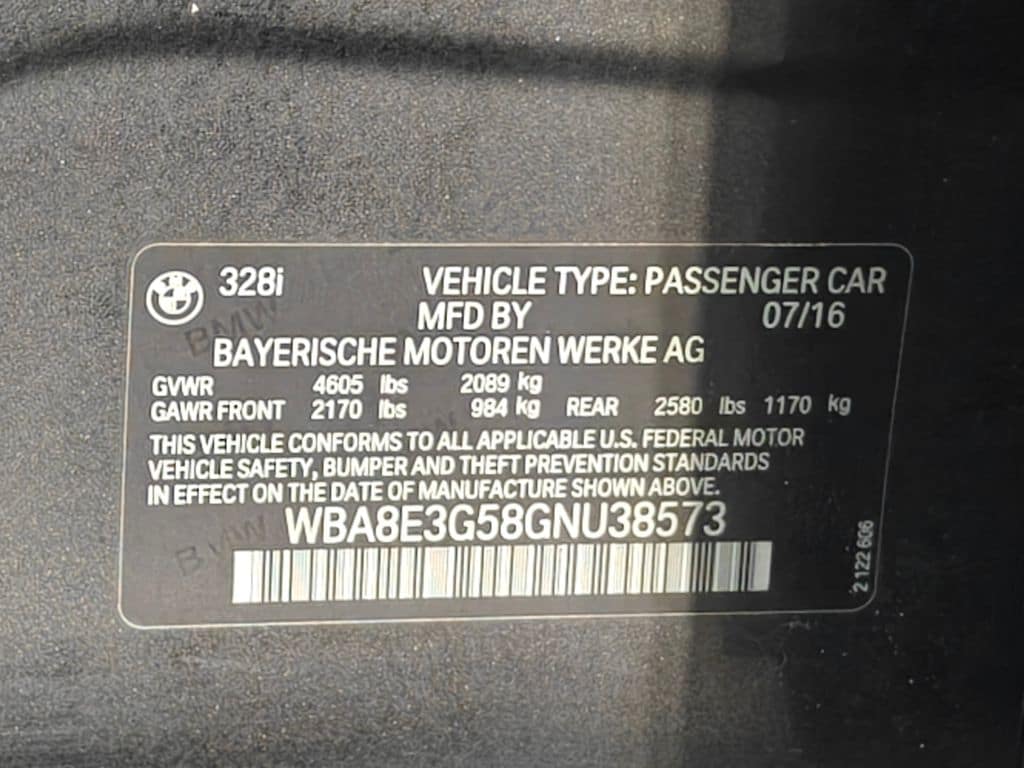 328i VEHICLE TYPE: PASSENGER CAR
MFD BY 07/16
BAYERISCHE MOTOREN WERKE AG
GVWR 4605 lbs 2089 kg
GAWR FRONT 2170 lbs 984 kg REAR 2580 lbs 1170 kg
THIS VEHICLE CONFORMS TO ALL APPLICABLE U.S. FEDERAL MOTOR
VEHICLE SAFETY, BUMPER AND THEFT PREVENTION STANDARDS
IN EFFECT ON THE DATE OF MANUFACTURE SHOWN ABOVE.
WBA8E3G58GNU38573
2 122 606
BMW
BMW